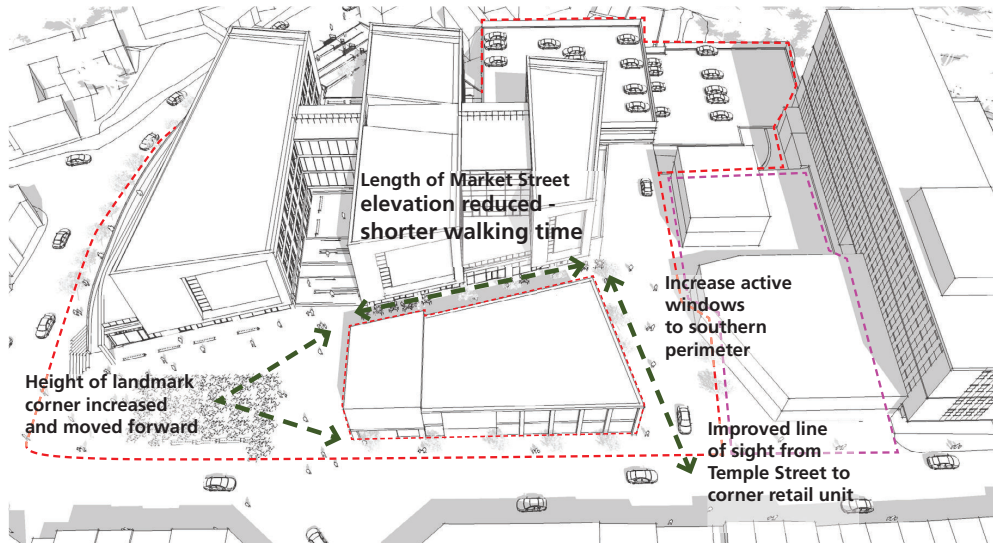 Length of Market Street
elevation reduced -
shorter walking time
Increase active
windows
to southern
perimeter
Height of landmark
corner increased
and moved forward
Improved line
of sight from
Temple Street to
corner retail unit